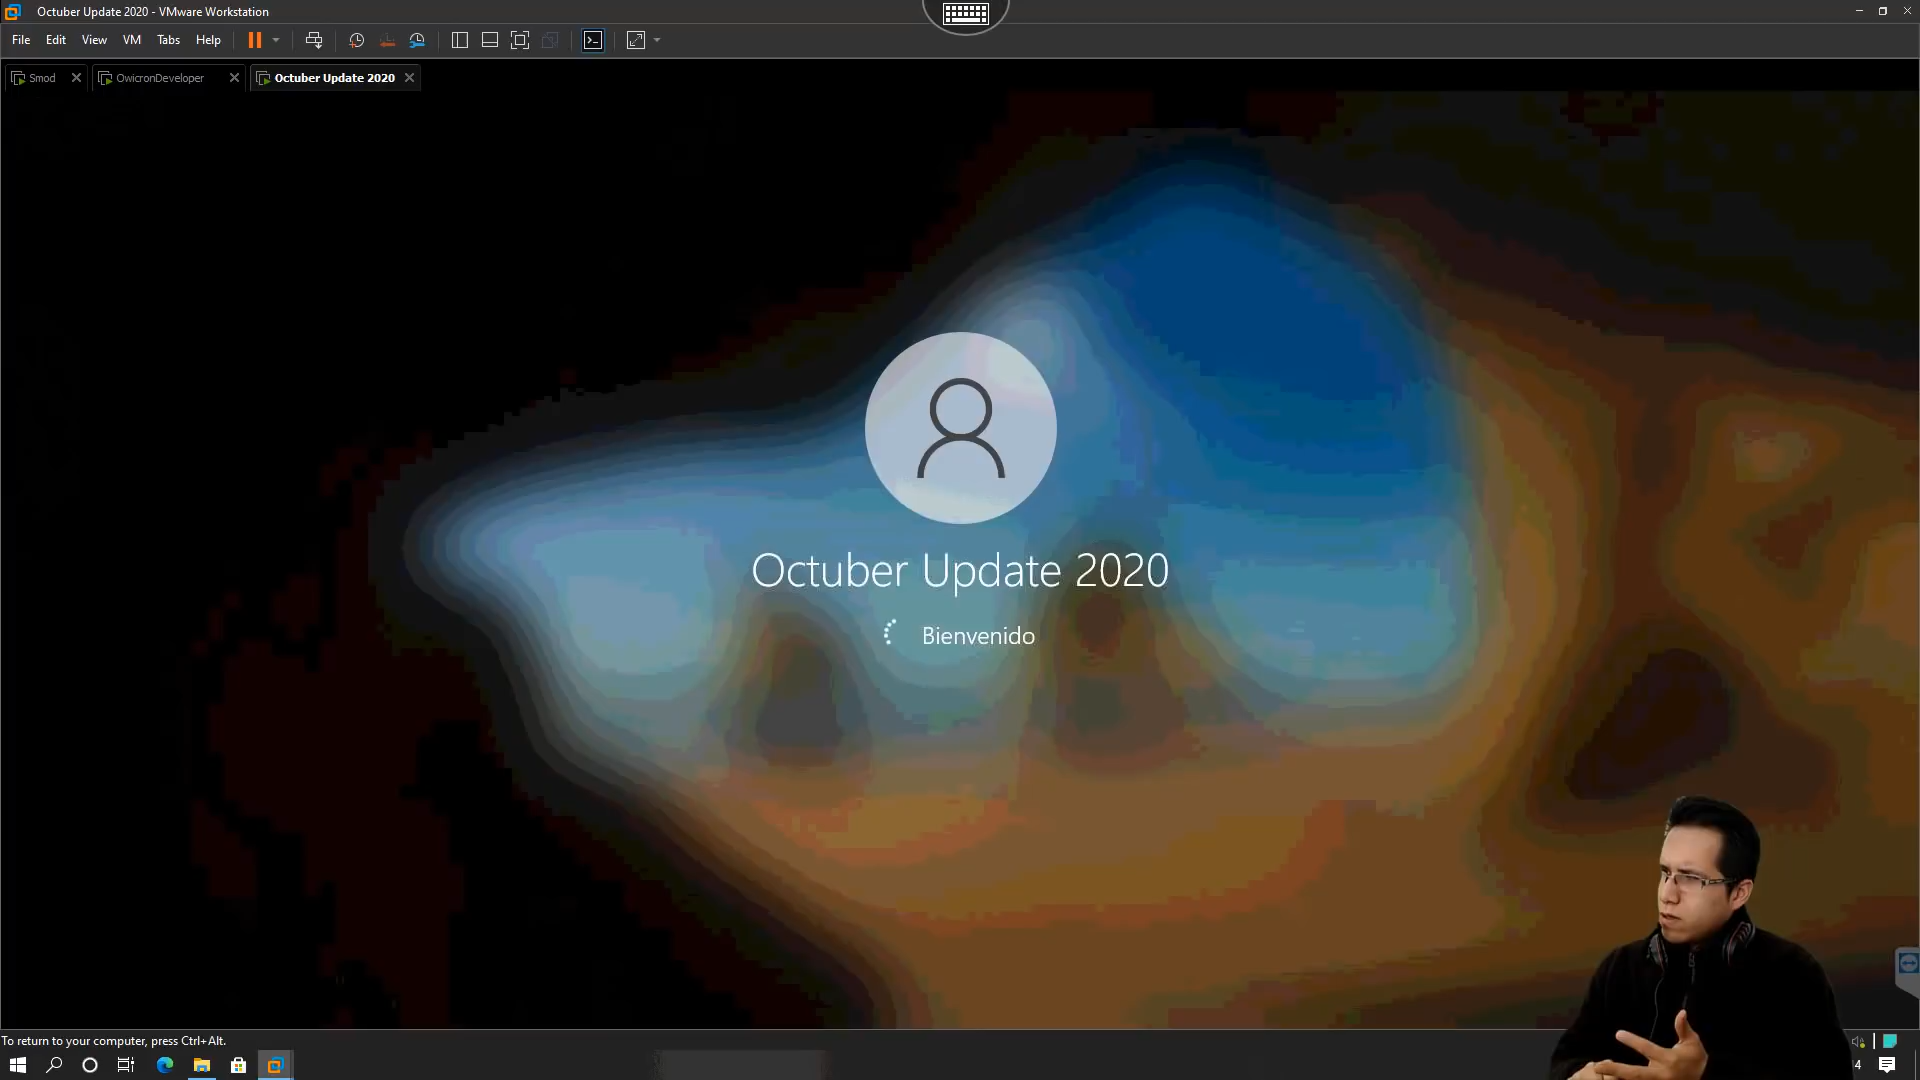 Octuber Update 2020 - VMware Workstation
File Edit View VM Tabs Help
Smod
OwicronDeveloper
Octuber Update 2020
Octuber Update 2020
Bienvenido
To return to your computer, press Ctrl+Alt.
4